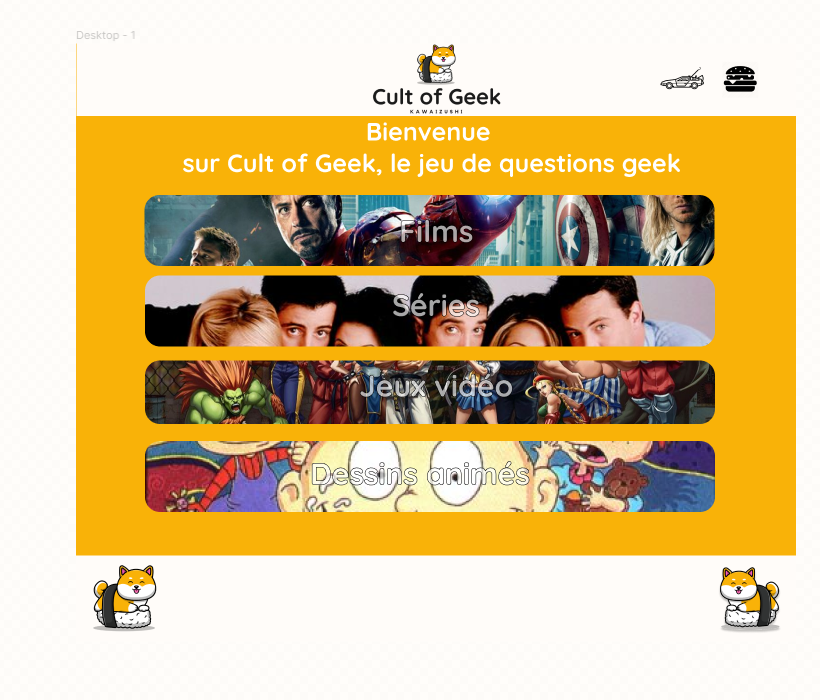 Desktop - 1
Cult of Geek
KAWAIZUSHI
Bienvenue
sur Cult of Geek, le jeu de questions geek
Films
Séries
Jeux vidéo
Dessins animés